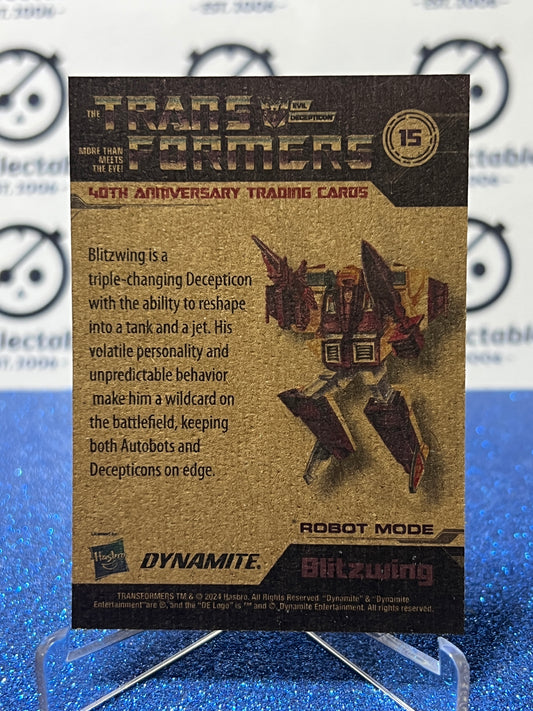 EST. 2006
THE TRANS EVIL DECEPTICON
MORE THAN MEETS THE EYE! FORMERS 15
40TH ANNIVERSARY TRADING CARDS
Blitzwing is a
triple-changing Decepticon
with the ability to reshape
into a tank and a jet. His
volatile personality and
unpredictable behavior
make him a wildcard on
the battlefield, keeping
both Autobots and
Decepticons on edge.
ROBOT MODE
Hasbro DYNAMITE.
Blitzwing
TRANSFORMERS TM & © 2024 Hasbro. All Rights Reserved. "Dynamite" & "Dynamite
Entertainment" are ®, and the "DE Logo" is ™ and © Dynamite Entertainment. All rights reserved.